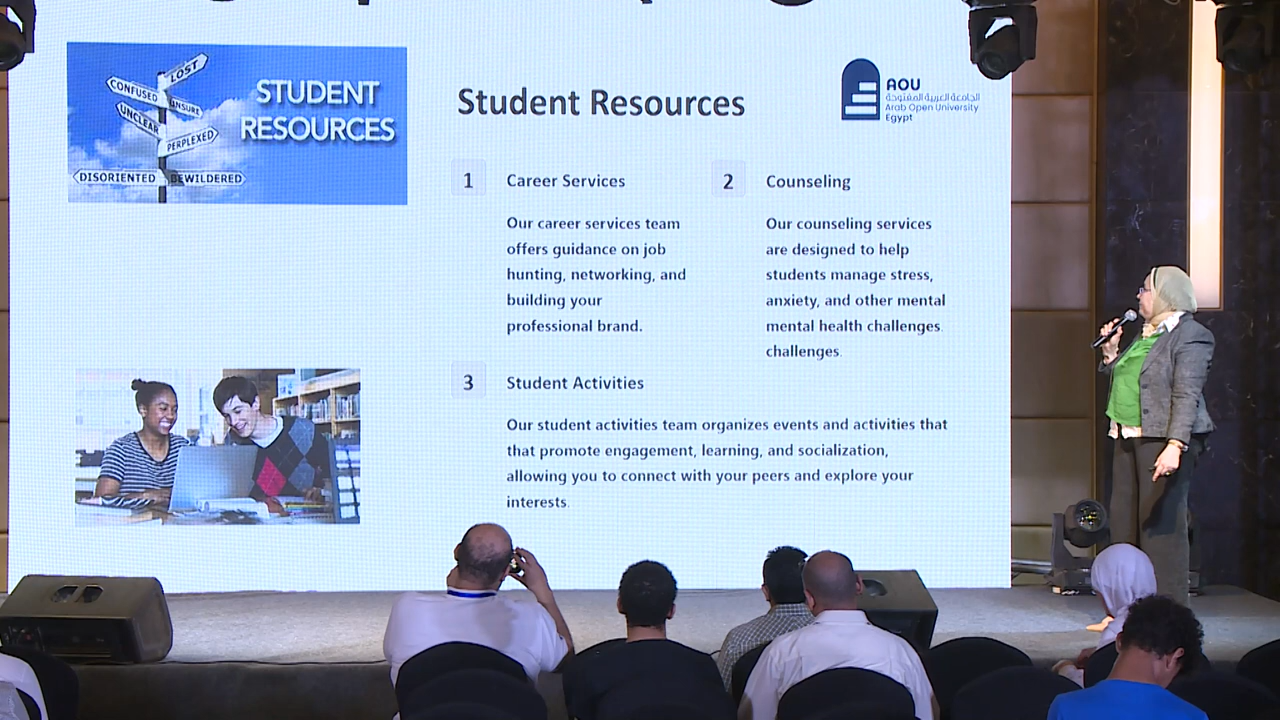 LOST
CONFUSED
UNSURE
UNCLEAR
PERPLEXED
DISORIENTED
BEWILDERED
STUDENT
RESOURCES
Student Resources
AOU
الجامعة العربية المفتوحة
Arab Open University
Egypt
1 Career Services
Our career services team
offers guidance on job
hunting, networking, and
building your
professional brand.
2 Counseling
Our counseling services
are designed to help
students manage stress,
anxiety, and other mental
mental health challenges.
challenges.
3 Student Activities
Our student activities team organizes events and activities that
that promote engagement, learning, and socialization,
allowing you to connect with your peers and explore your
interests.